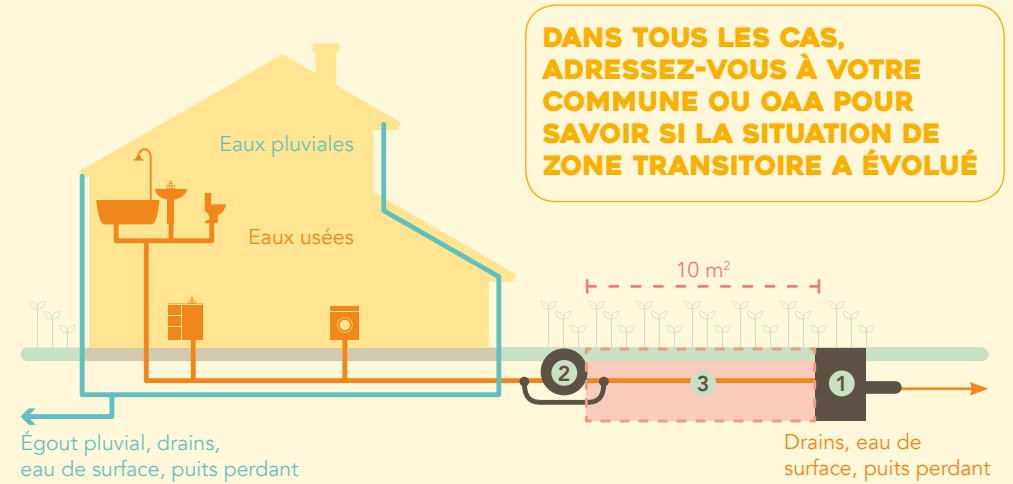 DANS TOUS LES CAS,
ADRESSEZ-VOUS À VOTRE
COMMUNE OU OAA POUR
SAVOIR SI LA SITUATION DE
ZONE TRANSITOIRE A ÉVOLUÉ
Eaux pluviales
Eaux usées
10 m²
2
3
1
Égout pluvial, drains,
eau de surface, puits perdant
Drains, eau de
surface, puits perdant